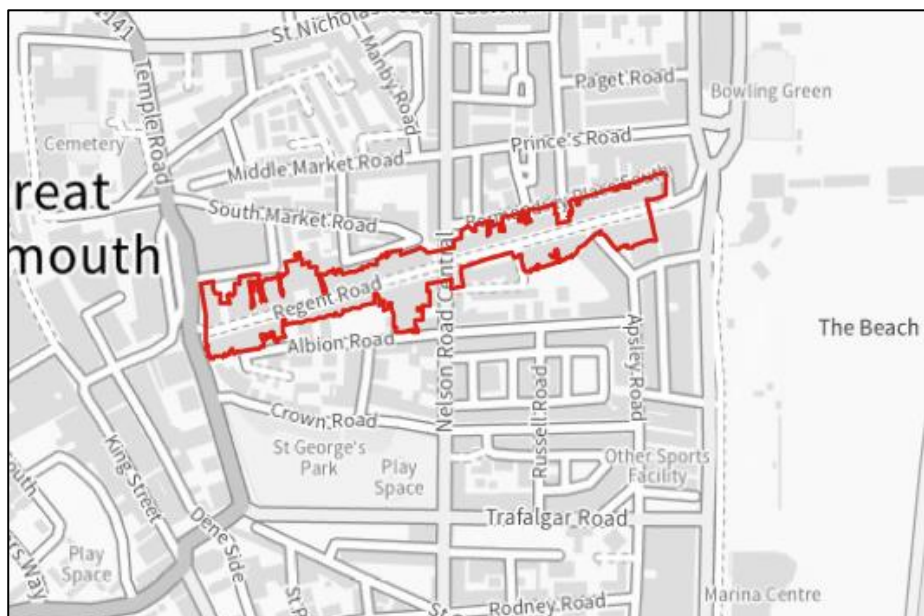 141
St Nicholas
Temple Road
Manby Road
Paget Road
Bowling Green
Cemetery
Prince's Road
Middle Market Road
reat
mouth
South Market Road
Regent Road
Nelson Road Central
Albion Road
Apsley Road
The Beach
Crown Road
Russell Road
St George's
Park
Play
Space
Other Sports
Facility
King Street
Dene Side
Trafalgar Road
Play
Space
Marina Centre
Rodney Road